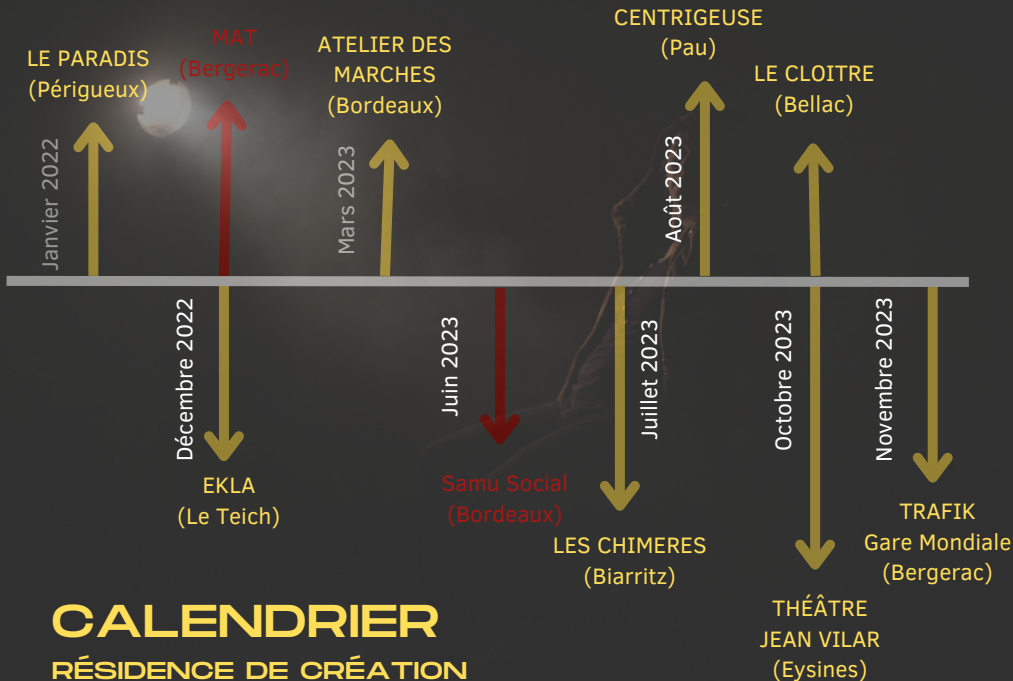 CENTRIGEUSE
(Pau)
MAT
(Bergerac)
ATELIER DES
MARCHES
(Bordeaux)
LE PARADIS
(Périgueux)
LE CLOITRE
(Bellac)
Janvier 2022
Mars 2023
Août 2023
Décembre 2022
Juin 2023
Juillet 2023
Octobre 2023
Novembre 2023
EKLA
(Le Teich)
Samu Social
(Bordeaux)
LES CHIMERES
(Biarritz)
TRAFIK
Gare Mondiale
(Bergerac)
THÉÂTRE
JEAN VILAR
(Eysines)
CALENDRIER
RÉSIDENCE DE CRÉATION